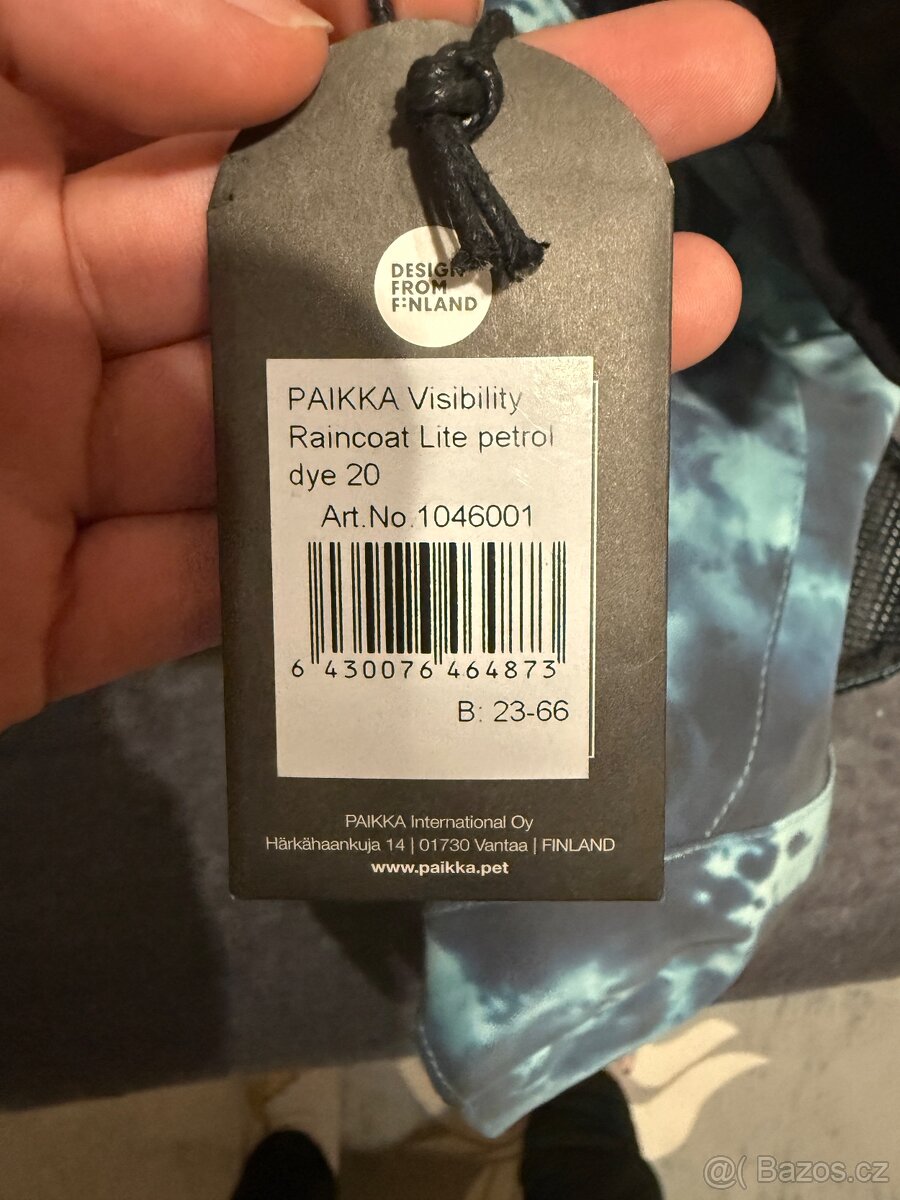 DESIGN
FROM
FINLAND
PAIKKA Visibility
Raincoat Lite petrol
dye 20
Art.No.1046001
6 430076 464873
B: 23-66
PAIKKA International Oy
Härkähaankuja 14 | 01730 Vantaa | FINLAND
www.paikka.pet
@( Bazos.cz